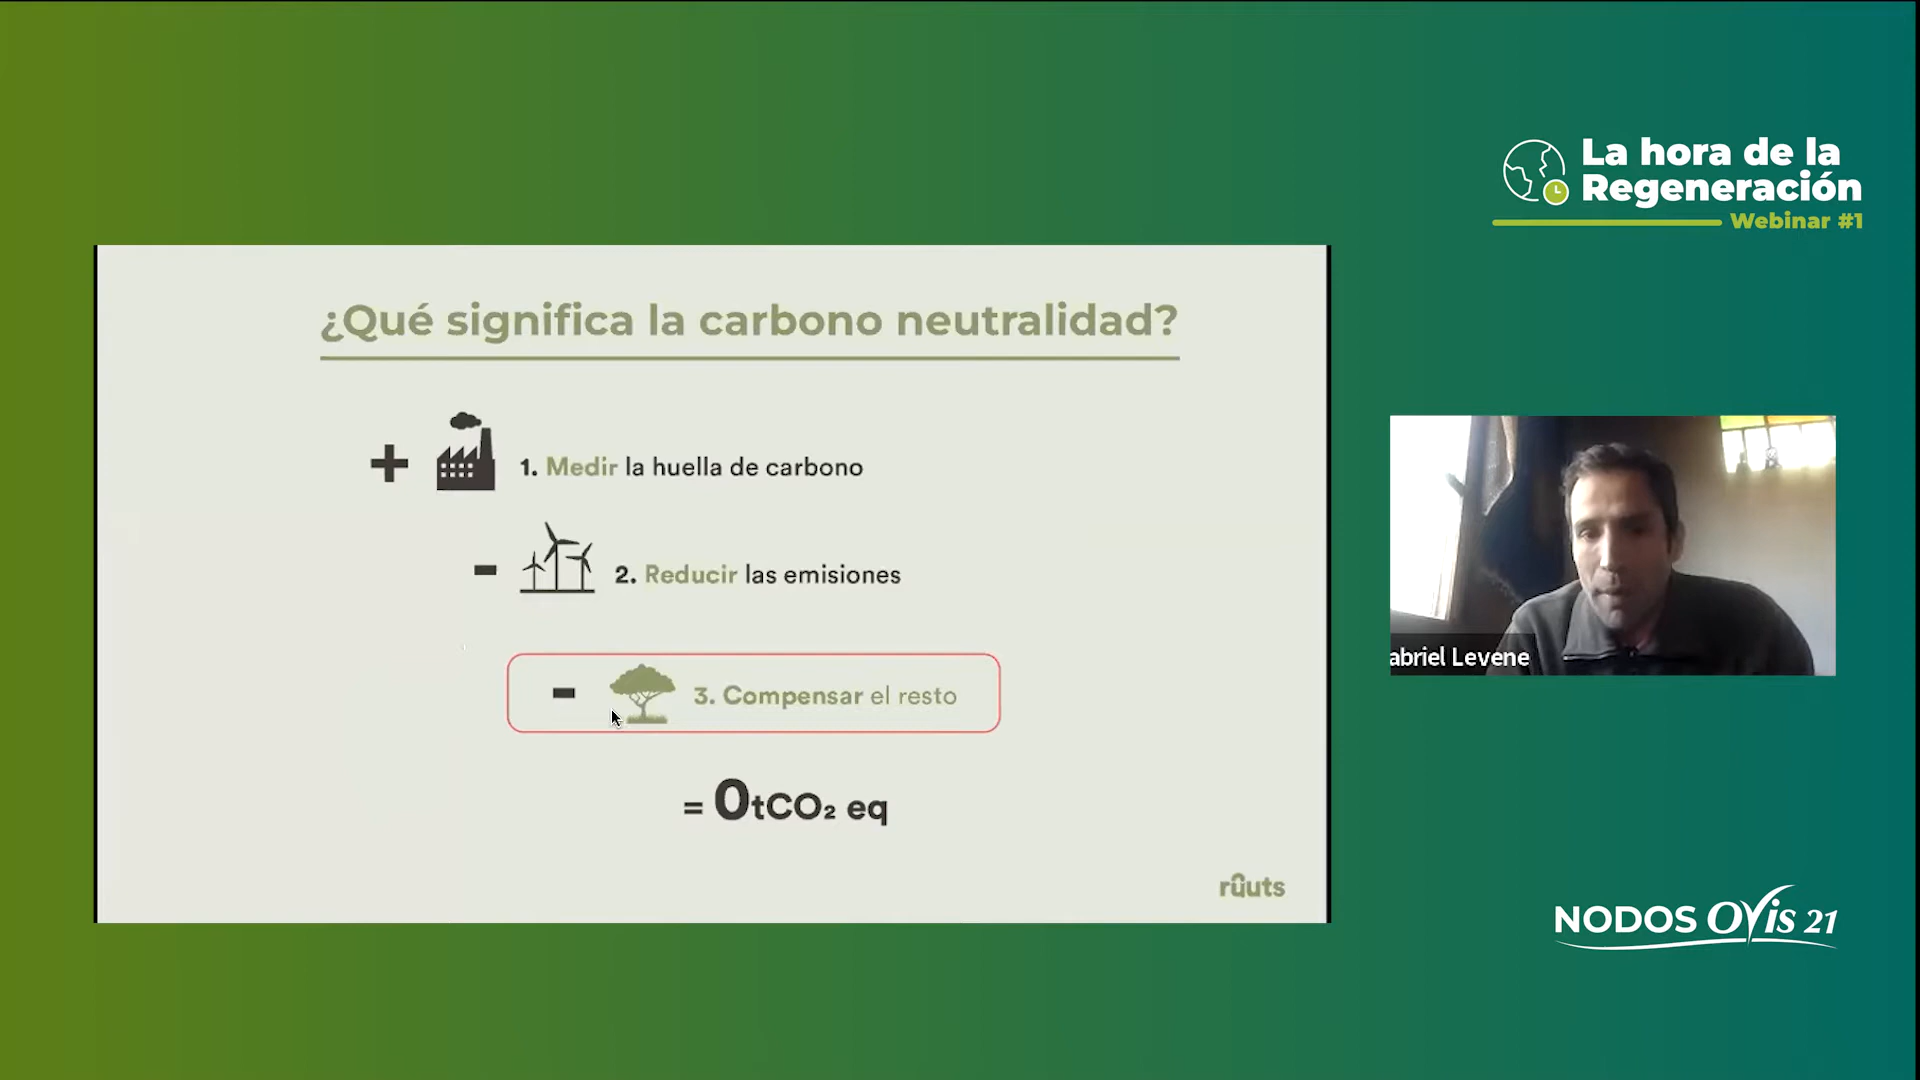 La hora de la
Regeneración
Webinar #1
¿Qué significa la carbono neutralidad?
1. Medir la huella de carbono
2. Reducir las emisiones
3. Compensar el resto
= 0tCO₂ eq
rūuts
abriel Levene
NODOS Ovis 21